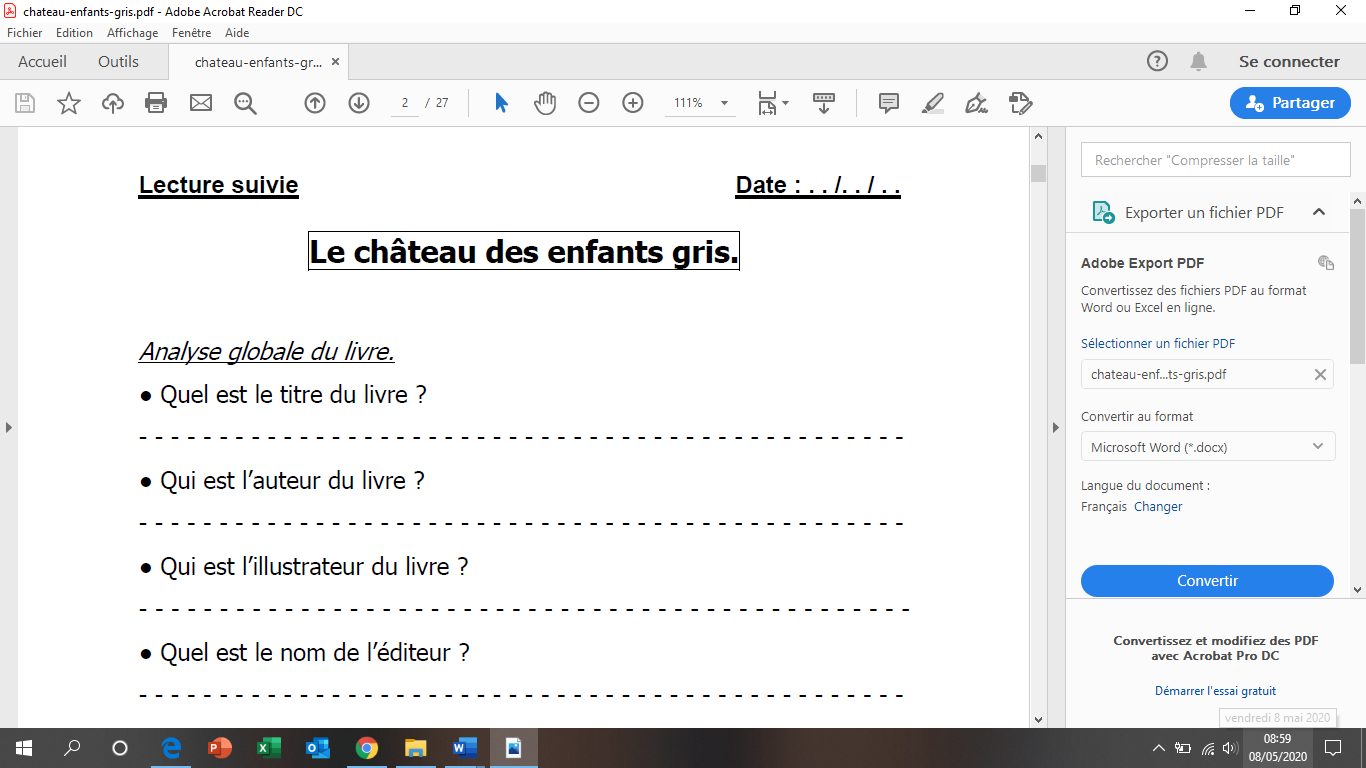 chateau-enfants-gris.pdf - Adobe Acrobat Reader DC
Fichier Edition Affichage Fenêtre Aide
Accueil Outils chateau-enfants-gr... × Se connecter
2 / 27 111% Partager
Lecture suivie Date : . . /. . / . .
Le château des enfants gris.
Analyse globale du livre.
● Quel est le titre du livre ?
- - - - - - - - - - - - - - - - - - - - - - - - - - - - - - - - - - - - - - - - - - - - - - - -
● Qui est l’auteur du livre ?
- - - - - - - - - - - - - - - - - - - - - - - - - - - - - - - - - - - - - - - - - - - - - - - -
● Qui est l’illustrateur du livre ?
- - - - - - - - - - - - - - - - - - - - - - - - - - - - - - - - - - - - - - - - - - - - - - - -
● Quel est le nom de l’éditeur ?
- - - - - - - - - - - - - - - - - - - - - - - - - - - - - - - - - - - - - - - - - - - - - - - -
Rechercher "Compresser la taille"
Exporter un fichier PDF
Adobe Export PDF
Convertissez des fichiers PDF au format
Word ou Excel en ligne.
Sélectionner un fichier PDF
chateau-enf...ts-gris.pdf
Convertir au format
Microsoft Word (*.docx)
Langue du document :
Français Changer
Convertir
Convertissez et modifiez des PDF
avec Acrobat Pro DC
Démarrer l'essai gratuit
vendredi 8 mai 2020
08:59
08/05/2020